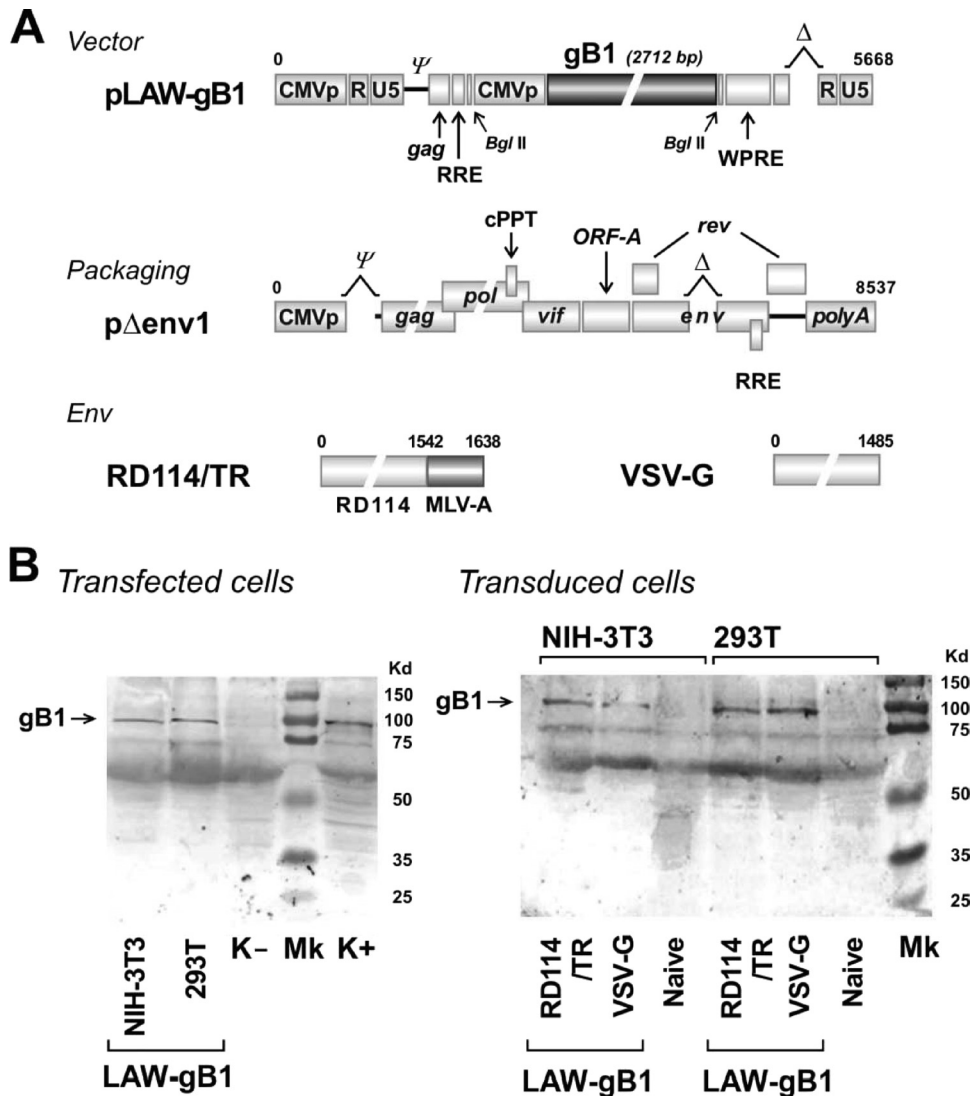 A
Vector
0 Ψ gB1 (2712 bp) Δ 5668
pLAW-gB1
CMVp R U5 CMVp R U5
gag RRE Bgl II Bgl II WPRE
cPPT ORF-A rev
Packaging
0 Ψ Δ 8537
pΔenv1
CMVp gag pol vif env polyA
RRE
Env
RD114/TR
0 1542 1638
RD114 MLV-A
VSV-G
0 1485
B
Transfected cells
Kd
150
gB1→ 100
75
50
35
25
NIH-3T3 293T K− Mk K+
LAW-gB1
Transduced cells
NIH-3T3 293T
Kd
150
gB1→ 100
75
50
35
25
RD114/TR VSV-G Naive RD114/TR VSV-G Naive Mk
LAW-gB1 LAW-gB1